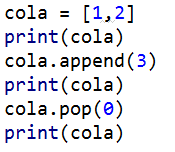 cola = [1,2]
print(cola)
cola.append(3)
print(cola)
cola.pop(0)
print(cola)